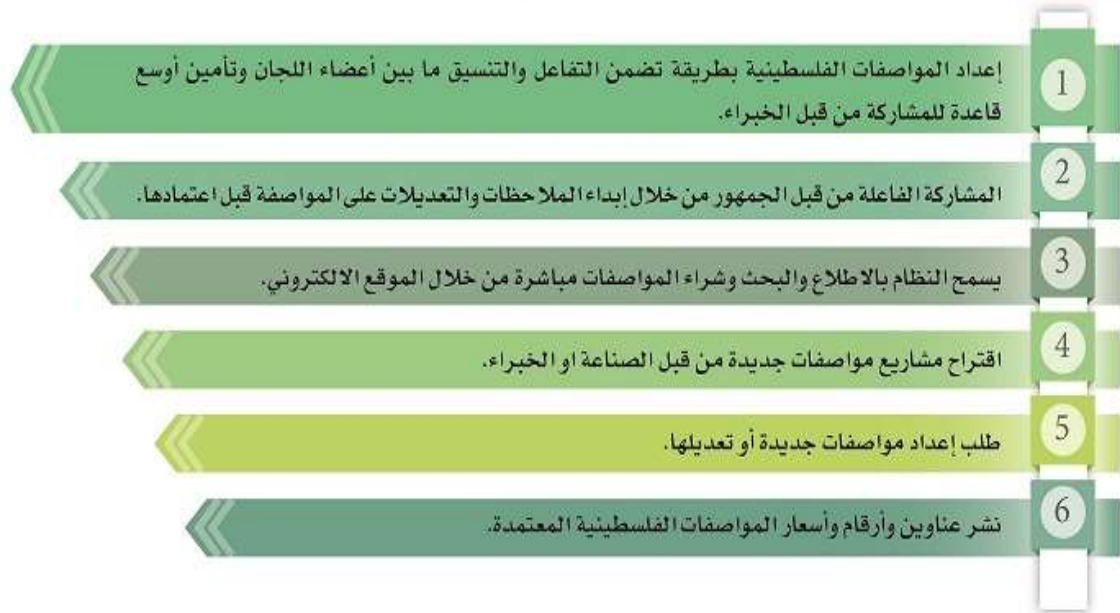 1
إعداد المواصفات الفلسطينية بطريقة تضمن التفاعل والتنسيق ما بين أعضاء اللجان وتأمين أوسع
قاعدة للمشاركة من قبل الخبراء.
2
المشاركة الفاعلة من قبل الجمهور من خلال إبداء الملاحظات والتعديلات على المواصفة قبل اعتمادها.
3
يسمح النظام بالاطلاع والبحث وشراء المواصفات مباشرة من خلال الموقع الالكتروني.
4
اقتراح مشاريع مواصفات جديدة من قبل الصناعة او الخبراء.
5
طلب إعداد مواصفات جديدة أو تعديلها.
6
نشر عناوين وأرقام وأسعار المواصفات الفلسطينية المعتمدة.